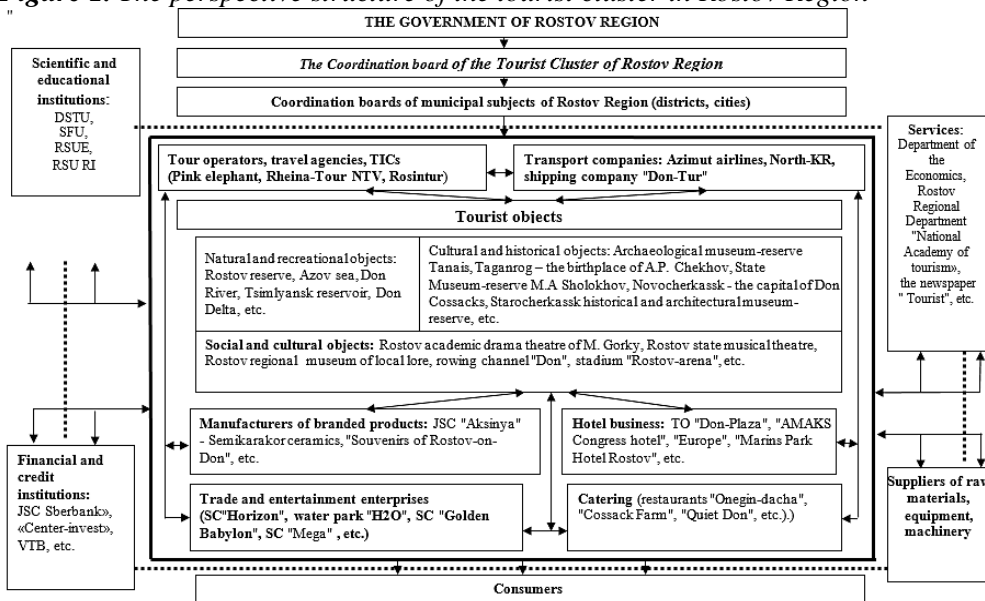 Figure 1. The perspective structure of the tourist cluster in Rostov Region
"
THE GOVERNMENT OF ROSTOV REGION
The Coordination board of the Tourist Cluster of Rostov Region
Coordination boards of municipal subjects of Rostov Region (districts, cities)
Scientific and
educational
institutions:
DSTU,
SFU,
RSUE,
RSU RI
Tour operators, travel agencies, TICs
(Pink elephant, Rheina-Tour NTV, Rosintur)
Transport companies: Azimut airlines, North-KR,
shipping company "Don-Tur"
Services:
Department of
the
Economics,
Rostov
Regional
Department
"National
Academy of
tourism»,
the newspaper
" Tourist", etc.
Tourist objects
Natural and recreational objects:
Rostov reserve, Azov sea, Don
River, Tsimlyansk reservoir, Don
Delta, etc.
Cultural and historical objects: Archaeological museum-reserve
Tanais, Taganrog – the birthplace of A.P. Chekhov, State
Museum-reserve M.A Sholokhov, Novocherkassk - the capital of Don
Cossacks, Starocherkassk historical and architectural museum-
reserve, etc.
Social and cultural objects: Rostov academic drama theatre of M. Gorky, Rostov state musical theatre,
Rostov regional museum of local lore, rowing channel "Don", stadium "Rostov-arena", etc.
Manufacturers of branded products: JSC "Aksinya"
- Semikarakor ceramics, "Souvenirs of Rostov-on-
Don", etc.
Hotel business: TO "Don-Plaza", "AMAKS
Congress hotel", "Europe", "Marins Park
Hotel Rostov", etc.
Financial and
credit
institutions:
JSC Sberbank»,
«Center-invest»,
VTB, etc.
Trade and entertainment enterprises
(SC"Horizon", water park "H2O", SC "Golden
Babylon", SC "Mega" , etc.)
Catering (restaurants "Onegin-dacha",
"Cossack Farm", "Quiet Don", etc.).)
Suppliers of raw
materials,
equipment,
machinery
Consumers